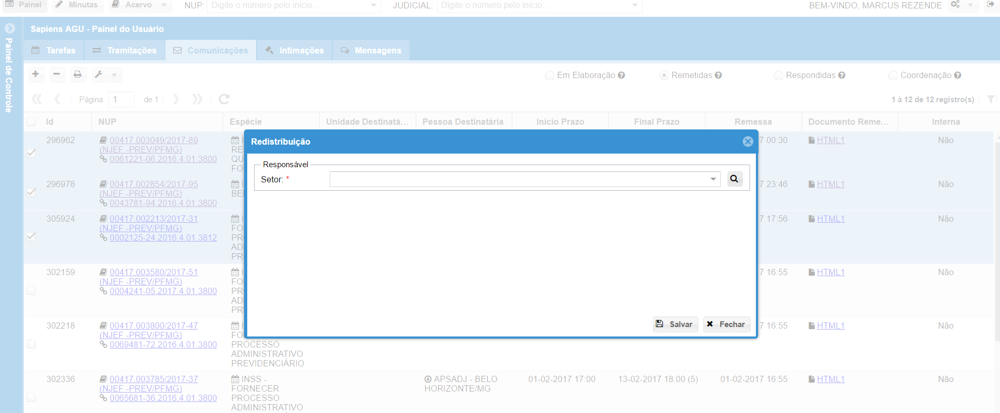 Painel Minutas Acervo NUP: Digite o número pelo início... JUDICIAL: Digite o número pelo início... BEM-VINDO, MARCUS REZENDE
Painel de Controle
Sapiens AGU - Painel do Usuário
Tarefas Tramitações Comunicações Intimações Mensagens
Em Elaboração Remetidas Respondidas Coordenação
Página 1 de 1 1 à 12 de 12 registro(s)
Id NUP Espécie Unidade Destinatá... Pessoa Destinatária Inicio Prazo Final Prazo Remessa Documento Reme... Interna
Redistribuição
Responsável
Setor: *
Salvar Fechar
296962 00417.003049/2017-89 I 7 00:30 HTML1 Não
(NJEF -PREV/PFMG) RES
0061221-06.2016.4.01.3800 QU
FO
296978 00417.002854/2017-95 I 7 23:46 HTML1 Não
(NJEF -PREV/PFMG) BE
0043781-94.2016.4.01.3800
305924 00417.002213/2017-31 I 7 17:56 HTML1 Não
(NJEF -PREV/PFMG) FO
0002125-24.2016.4.01.3812 PR
AD
PR
302159 00417.003580/2017-51 I 7 16:55 HTML1 Não
(NJEF -PREV/PFMG) FO
0004241-05.2017.4.01.3800 PR
AD
PR
302218 00417.003800/2017-47 I 7 16:55 HTML1 Não
(NJEF -PREV/PFMG) FO
0069481-72.2016.4.01.3800 PROCESSO
ADMINISTRATIVO
PREVIDENCIÁRIO
302336 00417.003785/2017-37 INSS - APSADJ - BELO 01-02-2017 17:00 13-02-2017 18:00 (5) 01-02-2017 16:55 HTML1 Não
(NJEF -PREV/PFMG) FORNECER HORIZONTE/MG
0065681-36.2016.4.01.3800 PROCESSO
ADMINISTRATIVO